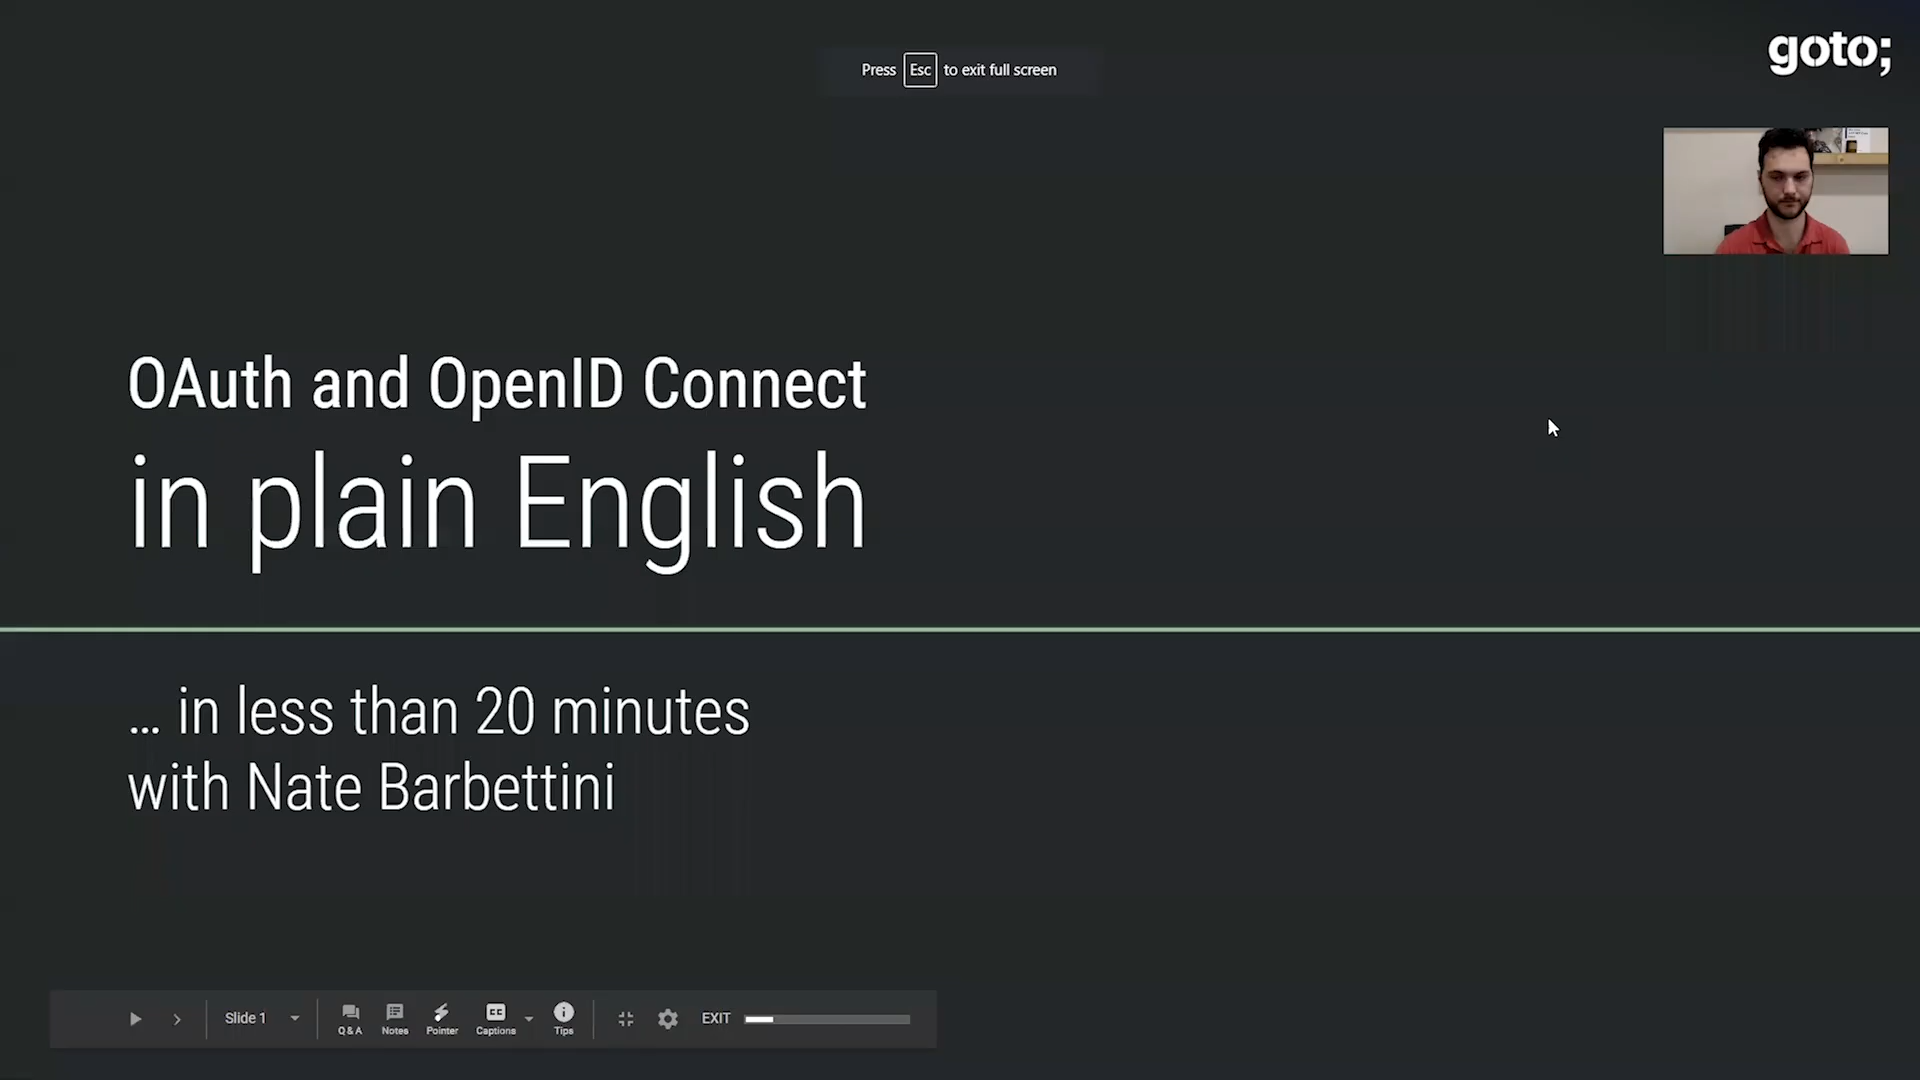 goto;
Press Esc to exit full screen
OAuth and OpenID Connect
in plain English
... in less than 20 minutes
with Nate Barbettini
Slide 1
Q & A
Notes
Pointer
CC
Captions
Tips
EXIT